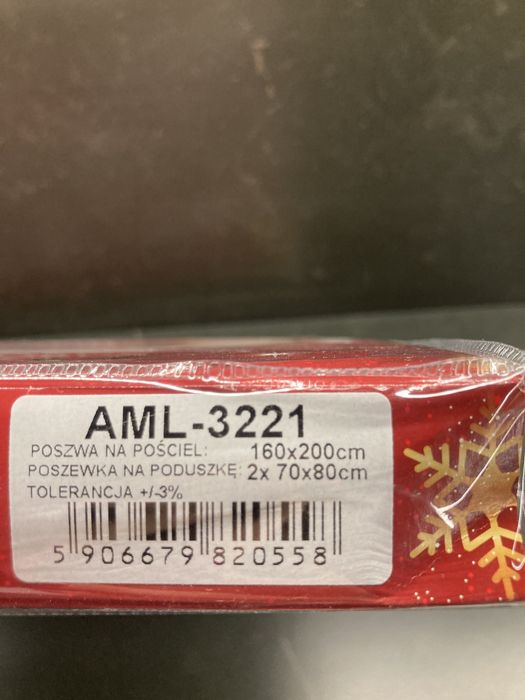 AML-3221
POSZWA NA POŚCIEL: 160x200cm
POSZEWKA NA PODUSZKĘ: 2x 70x80cm
TOLERANCJA +/-3%
5 906679 820558